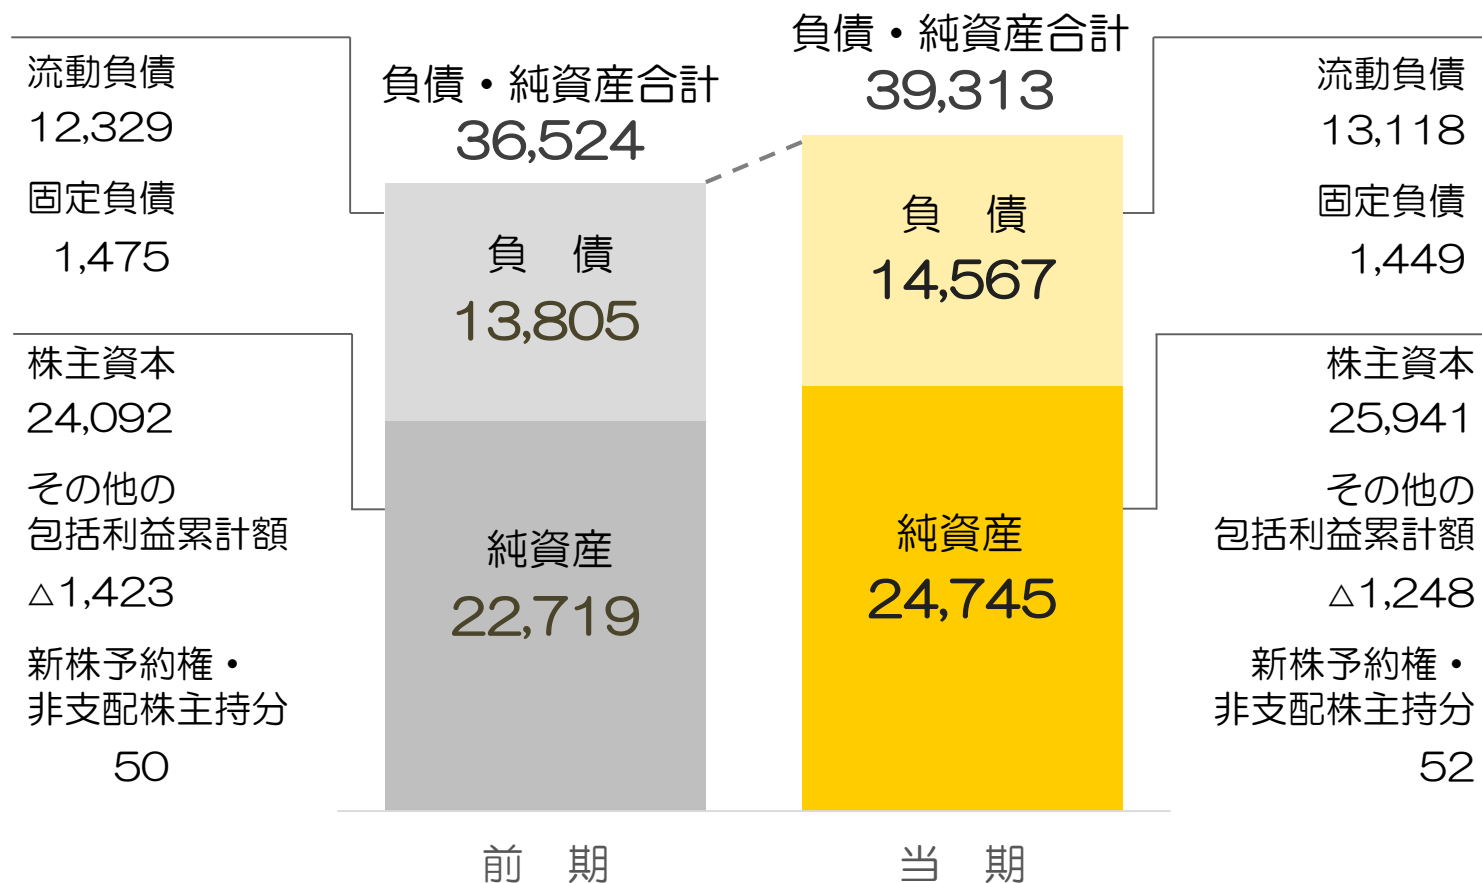 流動負債
12,329
固定負債
1,475
株主資本
24,092
その他の
包括利益累計額
△1,423
新株予約権・
非支配株主持分
50
負債・純資産合計
36,524
負　債
13,805
純資産
22,719
前　期
負債・純資産合計
39,313
負　債
14,567
純資産
24,745
当　期
流動負債
13,118
固定負債
1,449
株主資本
25,941
その他の
包括利益累計額
△1,248
新株予約権・
非支配株主持分
52